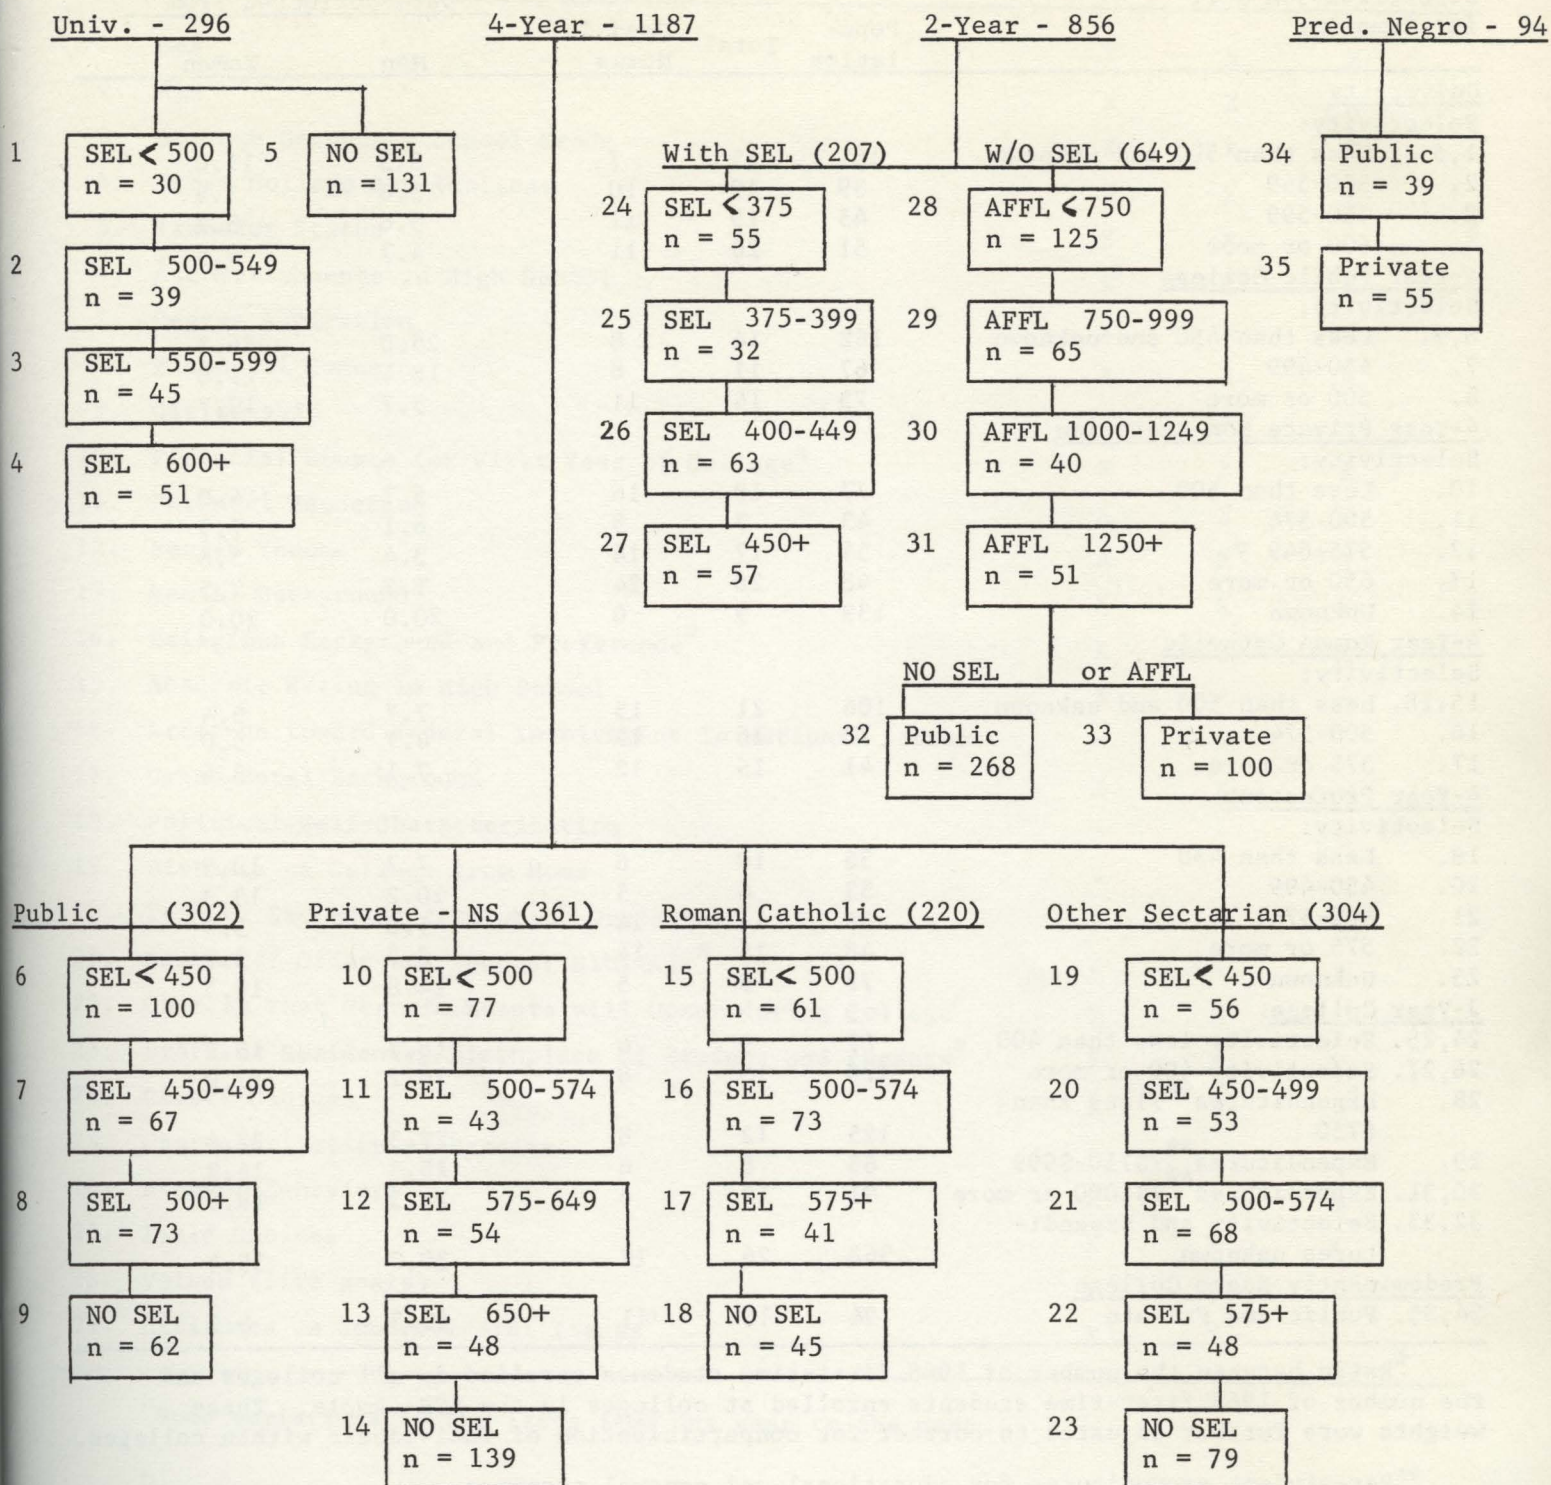 Univ. - 296
4-Year - 1187
2-Year - 856
Pred. Negro - 94
1 SEL < 500
n = 30
5 NO SEL
n = 131
2 SEL 500-549
n = 39
3 SEL 550-599
n = 45
4 SEL 600+
n = 51
With SEL (207)
24 SEL < 375
n = 55
25 SEL 375-399
n = 32
26 SEL 400-449
n = 63
27 SEL 450+
n = 57
W/O SEL (649)
28 AFFL < 750
n = 125
29 AFFL 750-999
n = 65
30 AFFL 1000-1249
n = 40
31 AFFL 1250+
n = 51
NO SEL or AFFL
32 Public
n = 268
33 Private
n = 100
34 Public
n = 39
35 Private
n = 55
Public (302)
6 SEL < 450
n = 100
7 SEL 450-499
n = 67
8 SEL 500+
n = 73
9 NO SEL
n = 62
Private - NS (361)
10 SEL < 500
n = 77
11 SEL 500-574
n = 43
12 SEL 575-649
n = 54
13 SEL 650+
n = 48
14 NO SEL
n = 139
Roman Catholic (220)
15 SEL < 500
n = 61
16 SEL 500-574
n = 73
17 SEL 575+
n = 41
18 NO SEL
n = 45
Other Sectarian (304)
19 SEL < 450
n = 56
20 SEL 450-499
n = 53
21 SEL 500-574
n = 68
22 SEL 575+
n = 48
23 NO SEL
n = 79